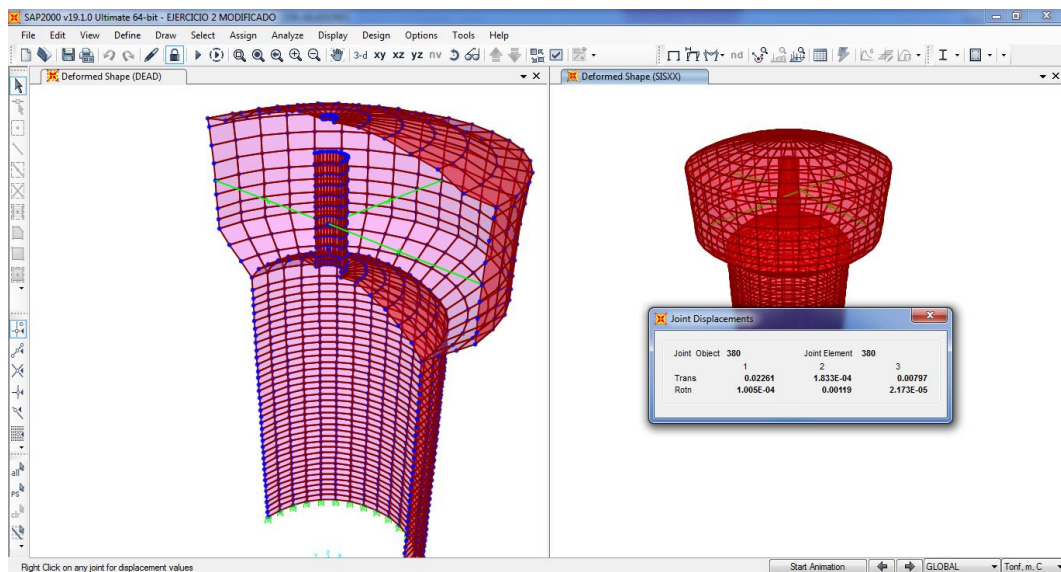 SAP2000 v19.1.0 Ultimate 64-bit - EJERCICIO 2 MODIFICADO
File Edit View Define Draw Select Assign Analyze Display Design Options Tools Help
3-d xy xz yz nv nd
Deformed Shape (DEAD)
Deformed Shape (SISXX)
Joint Displacements
Joint Object 380 Joint Element 380
1 2 3
Trans 0.02261 1.833E-04 0.00797
Rotn 1.005E-04 0.00119 2.173E-05
all
PS
clr
Right Click on any joint for displacement values
Start Animation
GLOBAL
Tonf, m, C